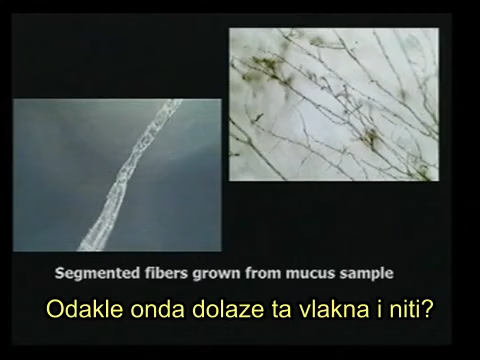 Segmented fibers grown from mucus sample
Odakle onda dolaze ta vlakna i niti?